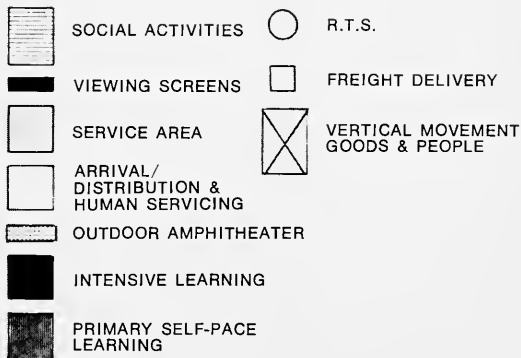 SOCIAL ACTIVITIES
VIEWING SCREENS
SERVICE AREA
ARRIVAL/
DISTRIBUTION &
HUMAN SERVICING
OUTDOOR AMPHITHEATER
INTENSIVE LEARNING
PRIMARY SELF-PACE
LEARNING
R.T.S.
FREIGHT DELIVERY
VERTICAL MOVEMENT
GOODS & PEOPLE